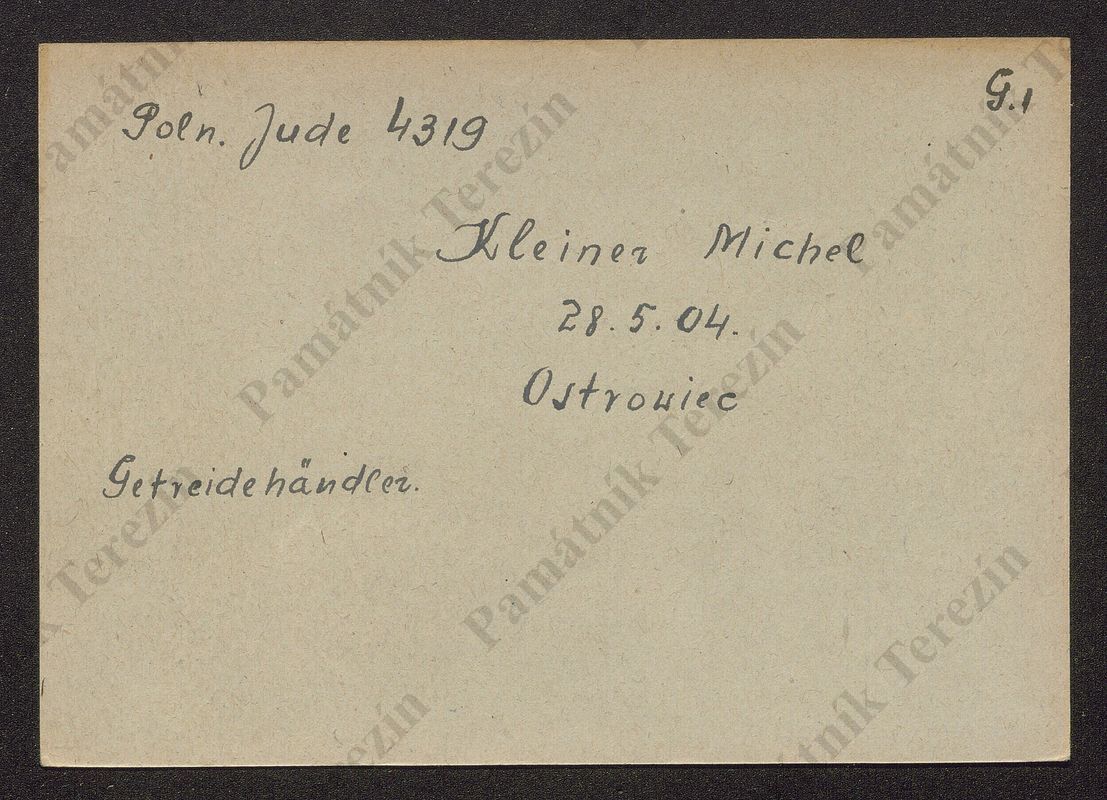 G.1
Poln. Jude 4319
Kleiner Michel
28.5.04.
Ostrowiec
Getreidehändler.
Památník Terezín